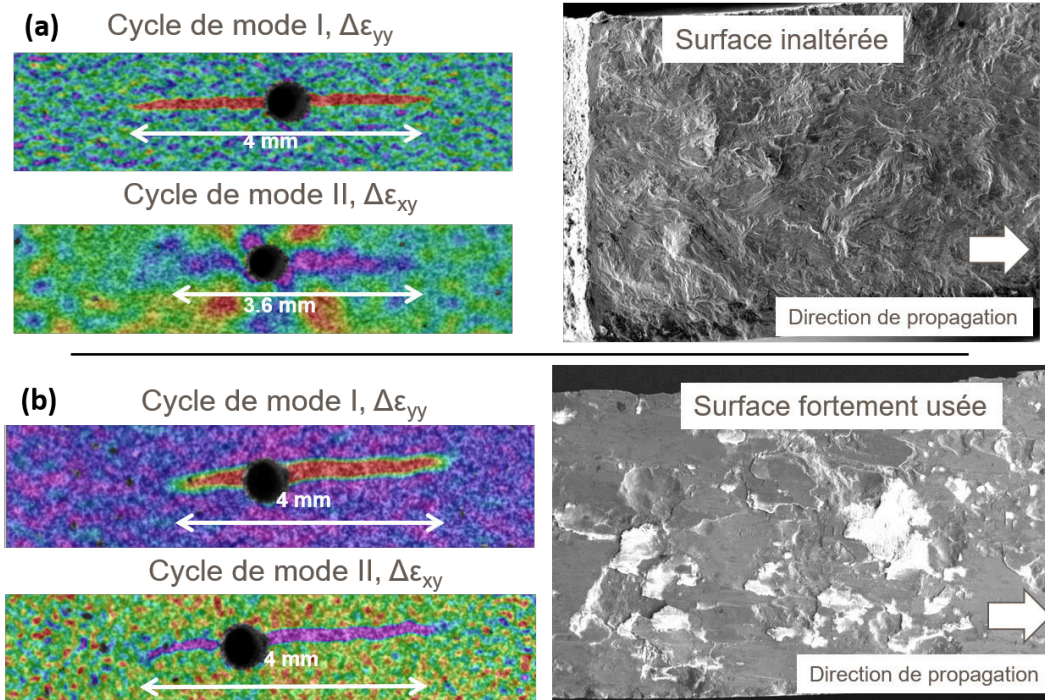 (a)
Cycle de mode I, Δεyy
4 mm
Cycle de mode II, Δεxy
3.6 mm
Surface inaltérée
Direction de propagation
(b)
Cycle de mode I, Δεyy
4 mm
Cycle de mode II, Δεxy
4 mm
Surface fortement usée
Direction de propagation